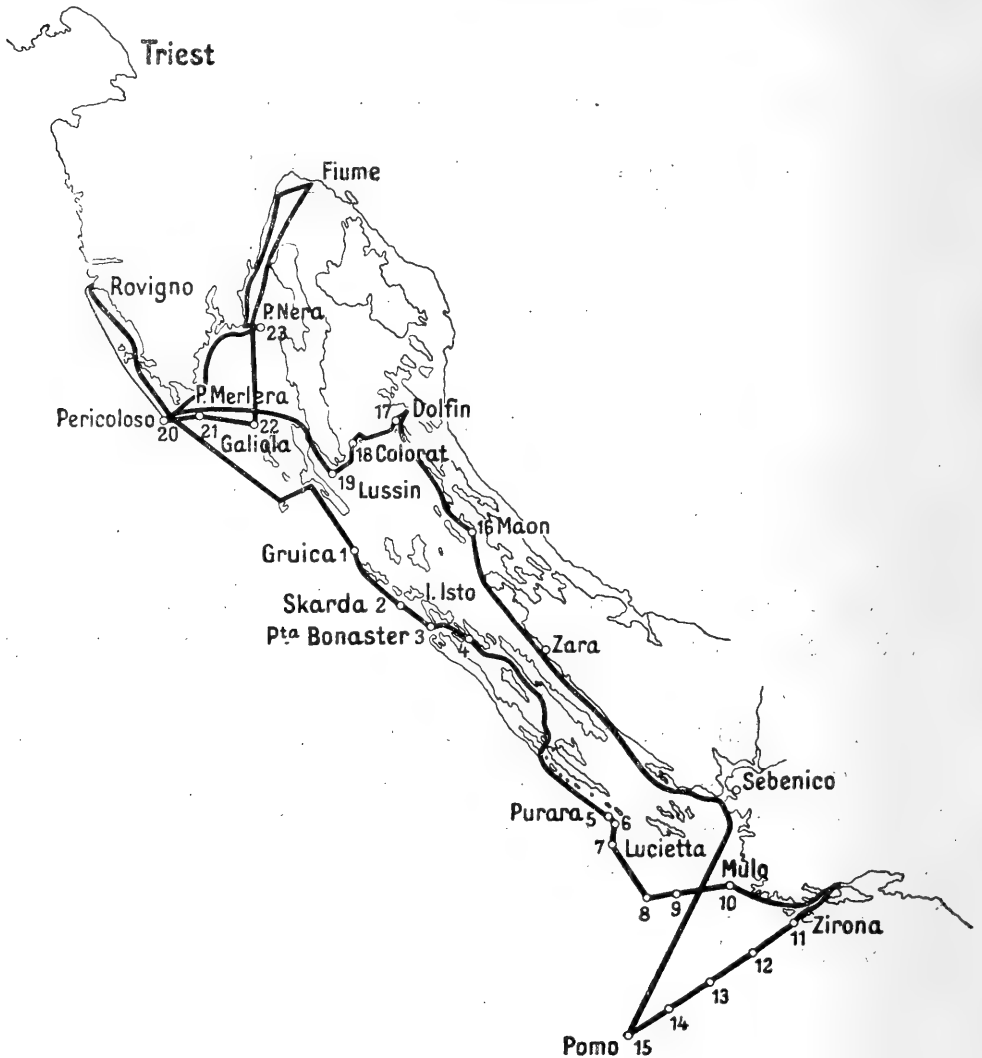 Triest
Fiume
Rovigno
P.Nera
23
P.Merlera
Pericoloso
20
21
22
Galiola
17
Dolfin
18
Colorat
19
Lussin
16
Maon
Gruica
1
I.Isto
Skarda
2
Pta Bonaster
3
4
Zara
Sebenico
Purara
5
6
7
Lucietta
Mulo
8
9
10
11
Zirona
12
13
14
15
Pomo